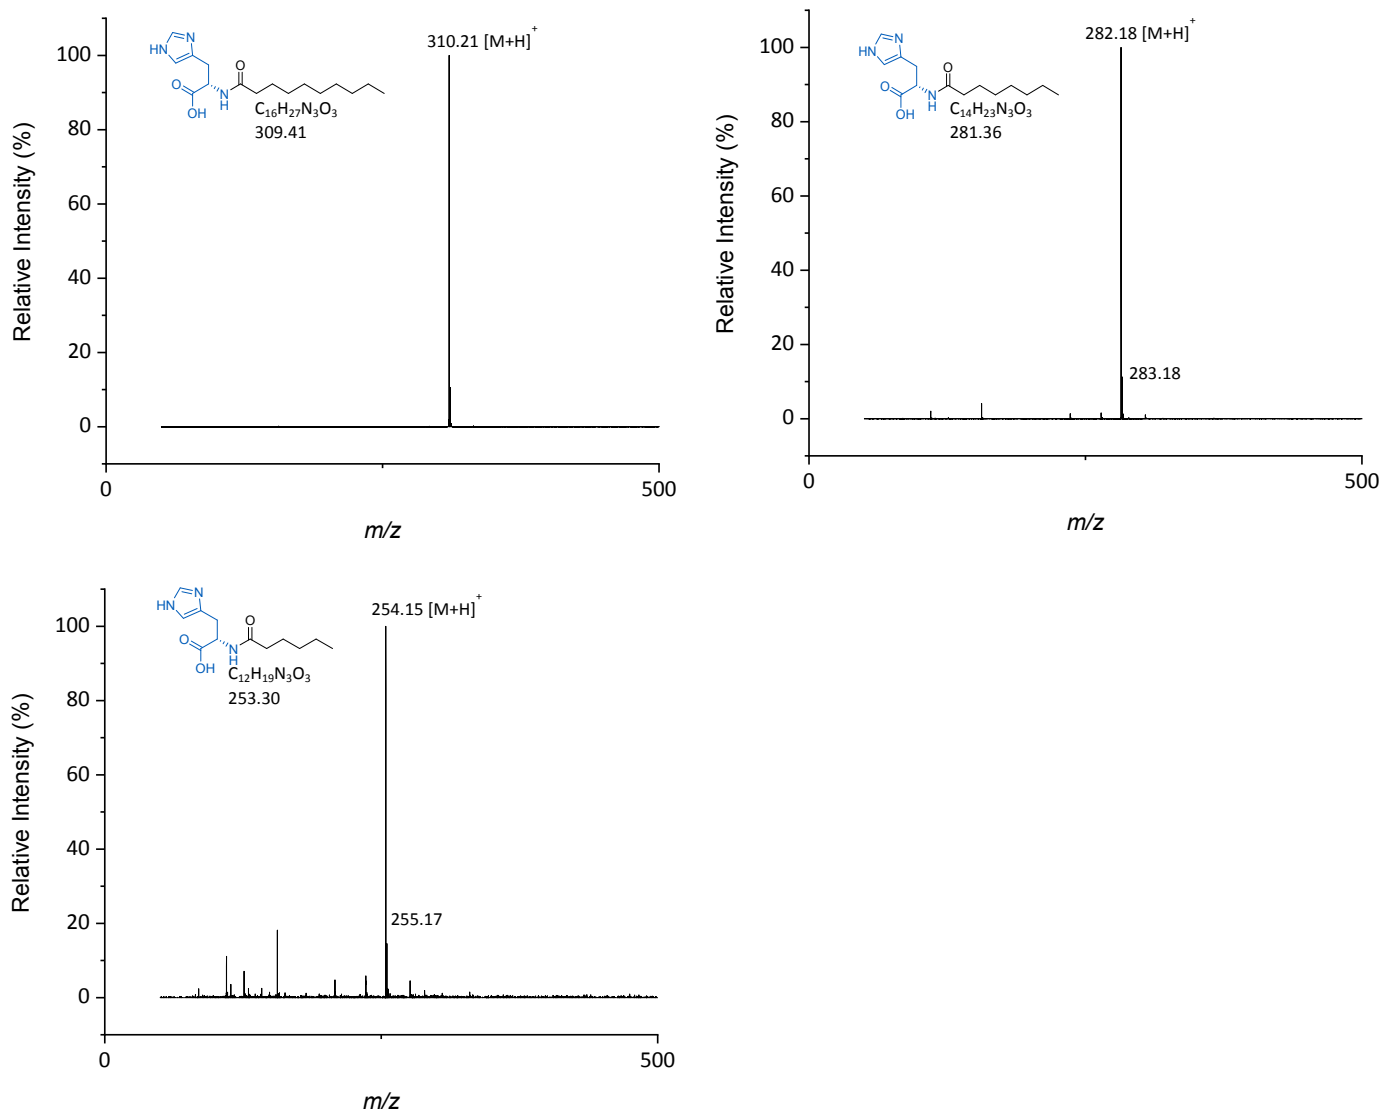 310.21 [M+H]⁺
HN
N
O
O
N
H
OH
C₁₆H₂₇N₃O₃
309.41
100
80
60
40
20
0
Relative Intensity (%)
0
500
m/z
282.18 [M+H]⁺
HN
N
O
O
N
H
OH
C₁₄H₂₃N₃O₃
281.36
283.18
100
80
60
40
20
0
Relative Intensity (%)
0
500
m/z
254.15 [M+H]⁺
HN
N
O
O
N
H
OH
C₁₂H₁₉N₃O₃
253.30
255.17
100
80
60
40
20
0
Relative Intensity (%)
0
500
m/z